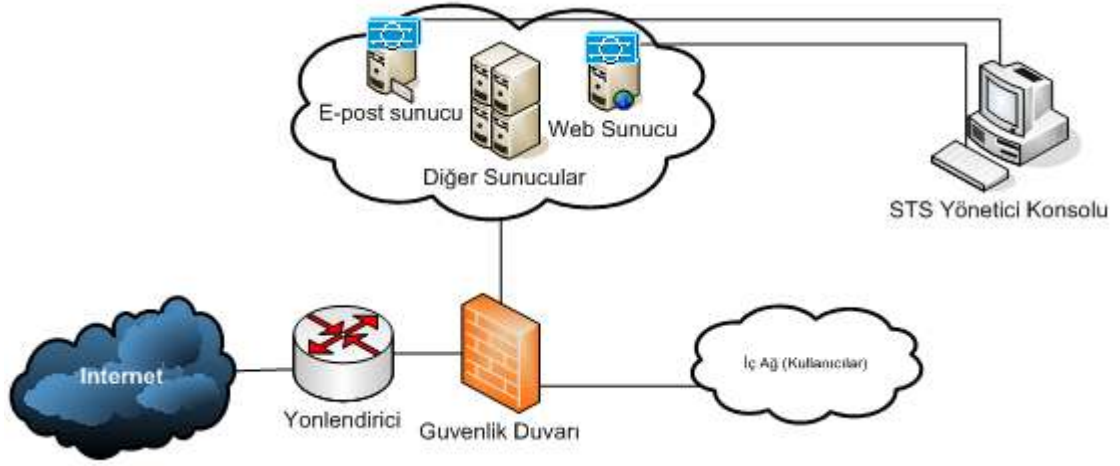 E-post sunucu
Web Sunucu
Diğer Sunucular
STS Yönetici Konsolu
Internet
İç Ağ (Kullanıcılar)
Yonlendirici
Guvenlik Duvarı